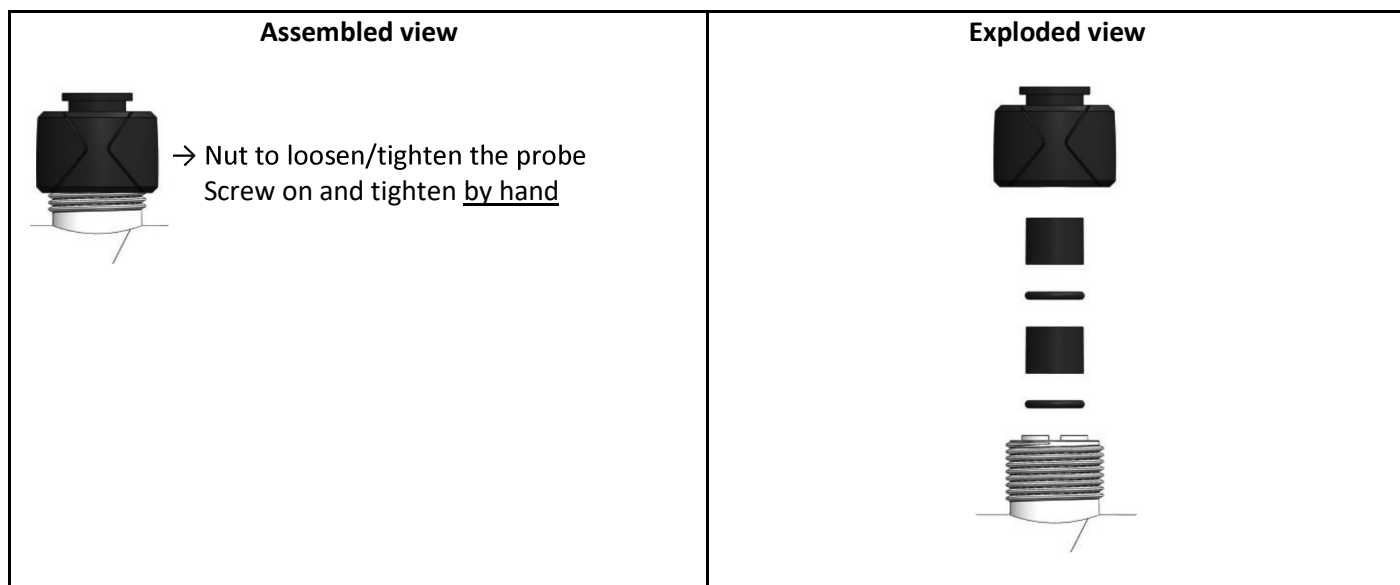 Assembled view
Exploded view
→ Nut to loosen/tighten the probe
Screw on and tighten by hand